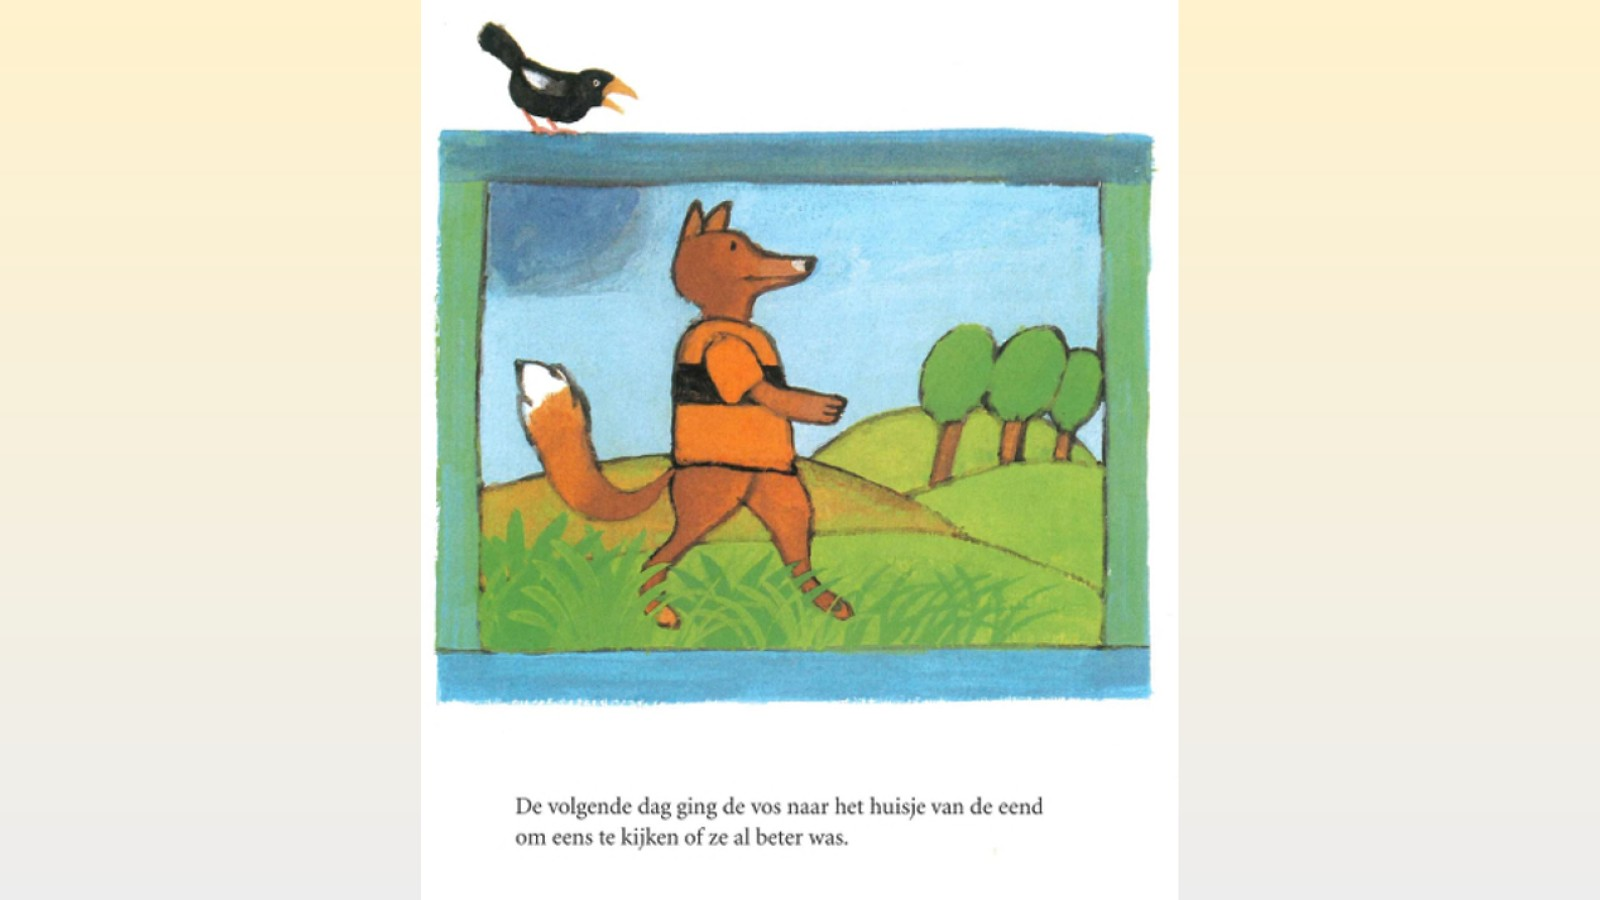 De volgende dag ging de vos naar het huisje van de eend
om eens te kijken of ze al beter was.